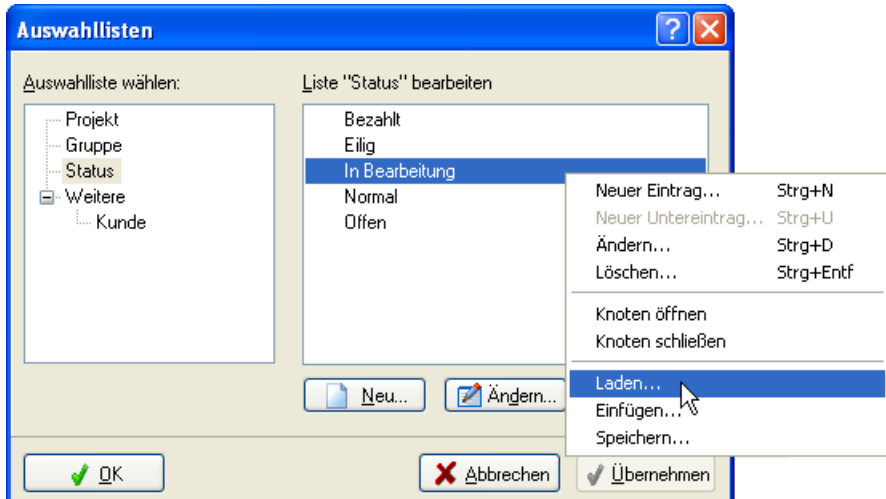 Auswahllisten
Auswahlliste wählen:
Projekt
Gruppe
Status
Weitere
Kunde
Liste "Status" bearbeiten
Bezahlt
Eilig
In Bearbeitung
Normal
Offen
Neuer Eintrag... Strg+N
Neuer Untereintrag... Strg+U
Ändern... Strg+D
Löschen... Strg+Entf
Knoten öffnen
Knoten schließen
Laden...
Einfügen...
Speichern...
Neu... Ändern...
OK Abbrechen Übernehmen